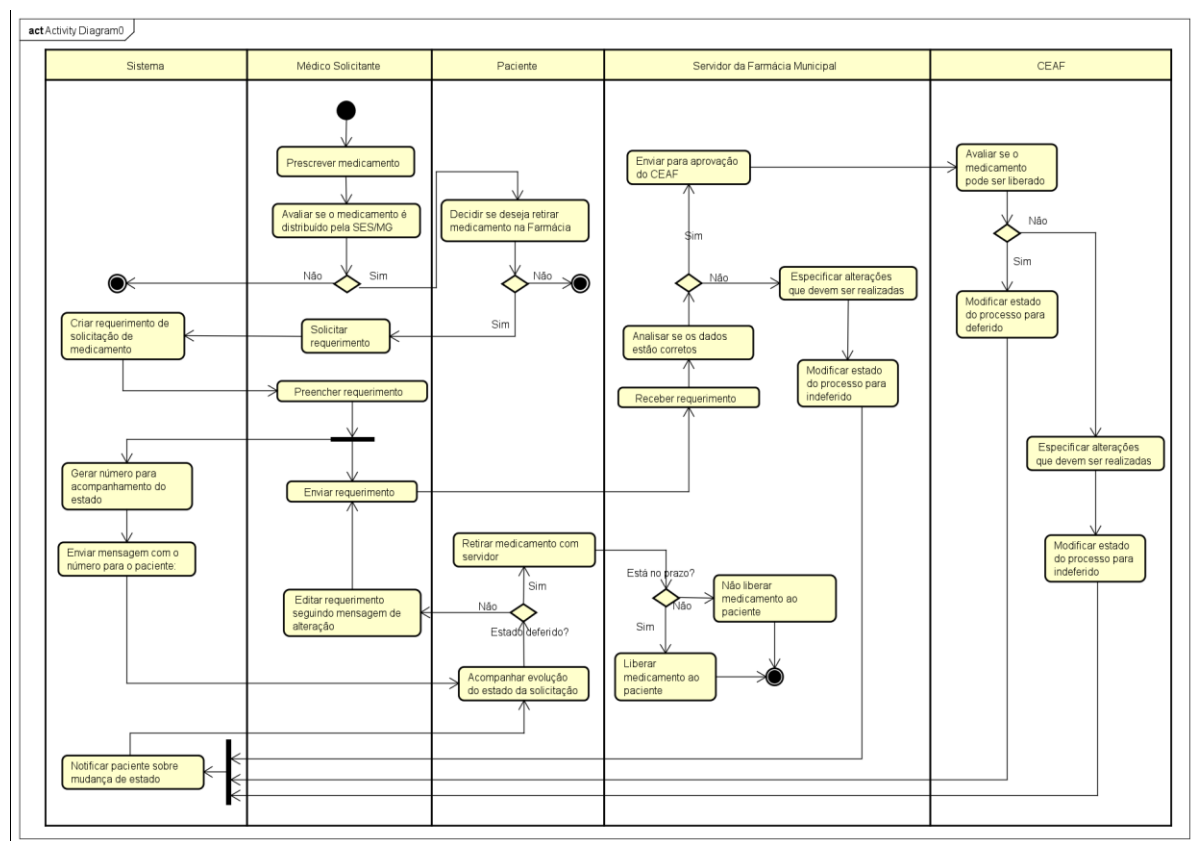 act Activity Diagram0
Sistema
Médico Solicitante
Paciente
Servidor da Farmácia Municipal
CEAF
Prescrever medicamento
Avaliar se o medicamento é
distribuído pela SES/MG
Não
Sim
Decidir se deseja retirar
medicamento na Farmácia
Não
Sim
Solicitar
requerimento
Criar requerimento de
solicitação de
medicamento
Preencher requerimento
Gerar número para
acompanhamento do
estado
Enviar mensagem com o
número para o paciente:
Enviar requerimento
Editar requerimento
seguindo mensagem de
alteração
Retirar medicamento com
servidor
Sim
Não
Estado deferido?
Acompanhar evolução
do estado da solicitação
Notificar paciente sobre
mudança de estado
Enviar para aprovação
do CEAF
Sim
Não
Especificar alterações
que devem ser realizadas
Analisar se os dados
estão corretos
Modificar estado
do processo para
indeferido
Receber requerimento
Está no prazo?
Não
Sim
Não liberar
medicamento ao
paciente
Liberar
medicamento ao
paciente
Avaliar se o
medicamento
pode ser liberado
Não
Sim
Modificar estado
do processo para
deferido
Especificar alterações
que devem ser realizadas
Modificar estado
do processo para
indeferido